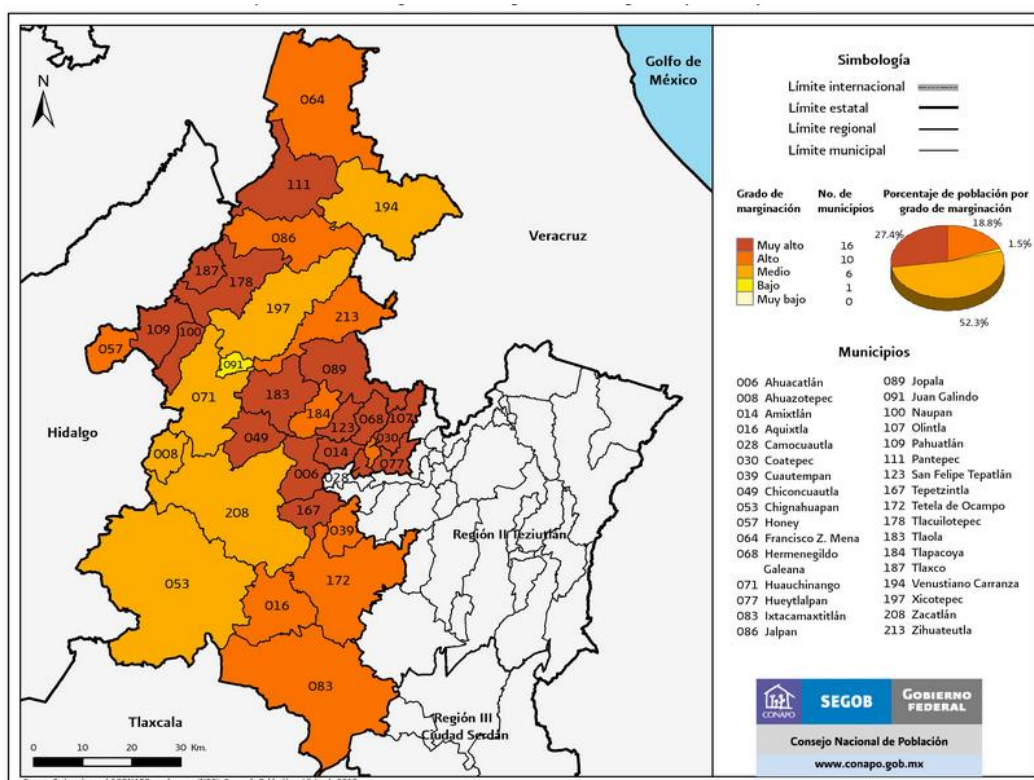 Golfo de
México
N
064
111
194
086
Veracruz
187
178
197
213
109
100
057
091
089
071
183
184
068
107
123
030
Hidalgo
049
014
077
008
006
028
167
208
039
Región II Teziutlán
053
172
016
083
Región III
Ciudad Serdán
Tlaxcala
0 10 20 30 Km.
Simbología
Límite internacional
Límite estatal
Límite regional
Límite municipal
Grado de marginación
No. de municipios
Muy alto 16
Alto 10
Medio 6
Bajo 1
Muy bajo 0
Porcentaje de población por
grado de marginación
18.8%
27.4%
1.5%
52.3%
Municipios
006 Ahuacatlán
008 Ahuazotepec
014 Amixtlán
016 Aquixtla
028 Camocuautla
030 Coatepec
039 Cuautempan
049 Chiconcuautla
053 Chignahuapan
057 Honey
064 Francisco Z. Mena
068 Hermenegildo
Galeana
071 Huauchinango
077 Hueytlalpan
083 Ixtacamaxtitlán
086 Jalpan
089 Jopala
091 Juan Galindo
100 Naupan
107 Olintla
109 Pahuatlán
111 Pantepec
123 San Felipe Tepatlán
167 Tepetzintla
172 Tetela de Ocampo
178 Tlacuilotepec
183 Tlaola
184 Tlapacoya
187 Tlaxco
194 Venustiano Carranza
197 Xicotepec
208 Zacatlán
213 Zihuateutla
CONAPO
SEGOB
GOBIERNO
FEDERAL
Consejo Nacional de Población
www.conapo.gob.mx